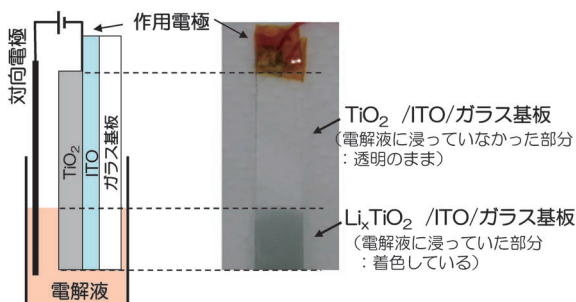 作用電極
対向電極
TiO2
ITO
ガラス基板
電解液
TiO2 /ITO/ガラス基板
(電解液に浸っていなかった部分
：透明のまま)
LixTiO2 /ITO/ガラス基板
(電解液に浸っていた部分
：着色している)